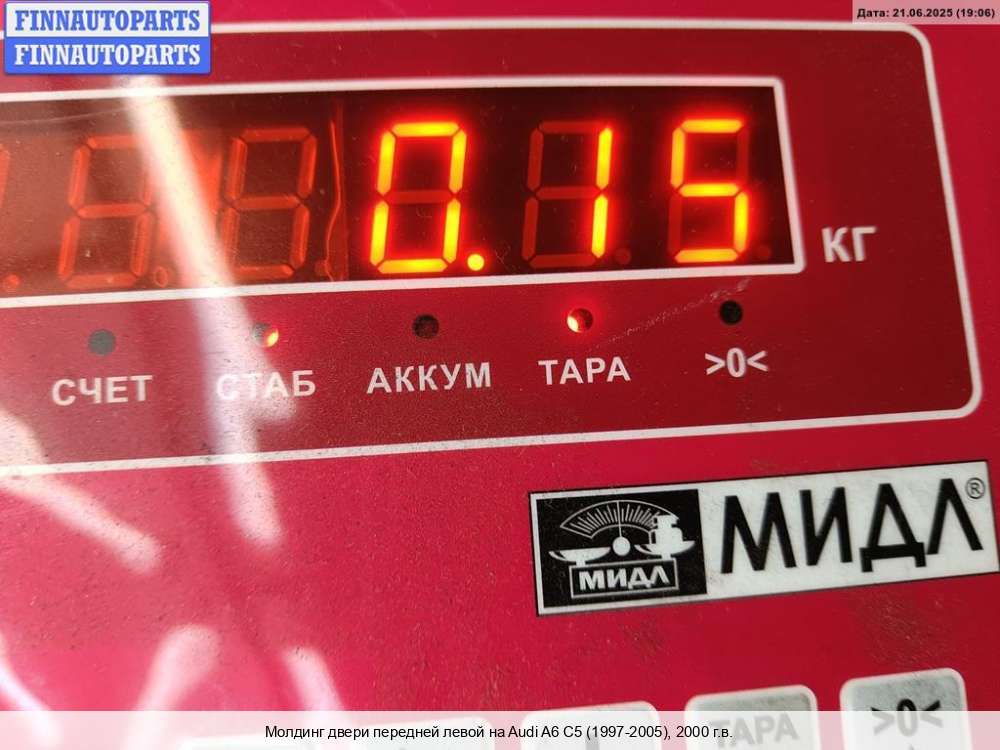 FINNAUTOPARTS
FINNAUTOPARTS
Дата: 21.06.2025 (19:06)
0.15
КГ
СЧЕТ СТАБ АККУМ ТАРА >0<
МИДЛ МИДЛ®
ТАРА >0<
Молдинг двери передней левой на Audi A6 C5 (1997-2005), 2000 г.в.